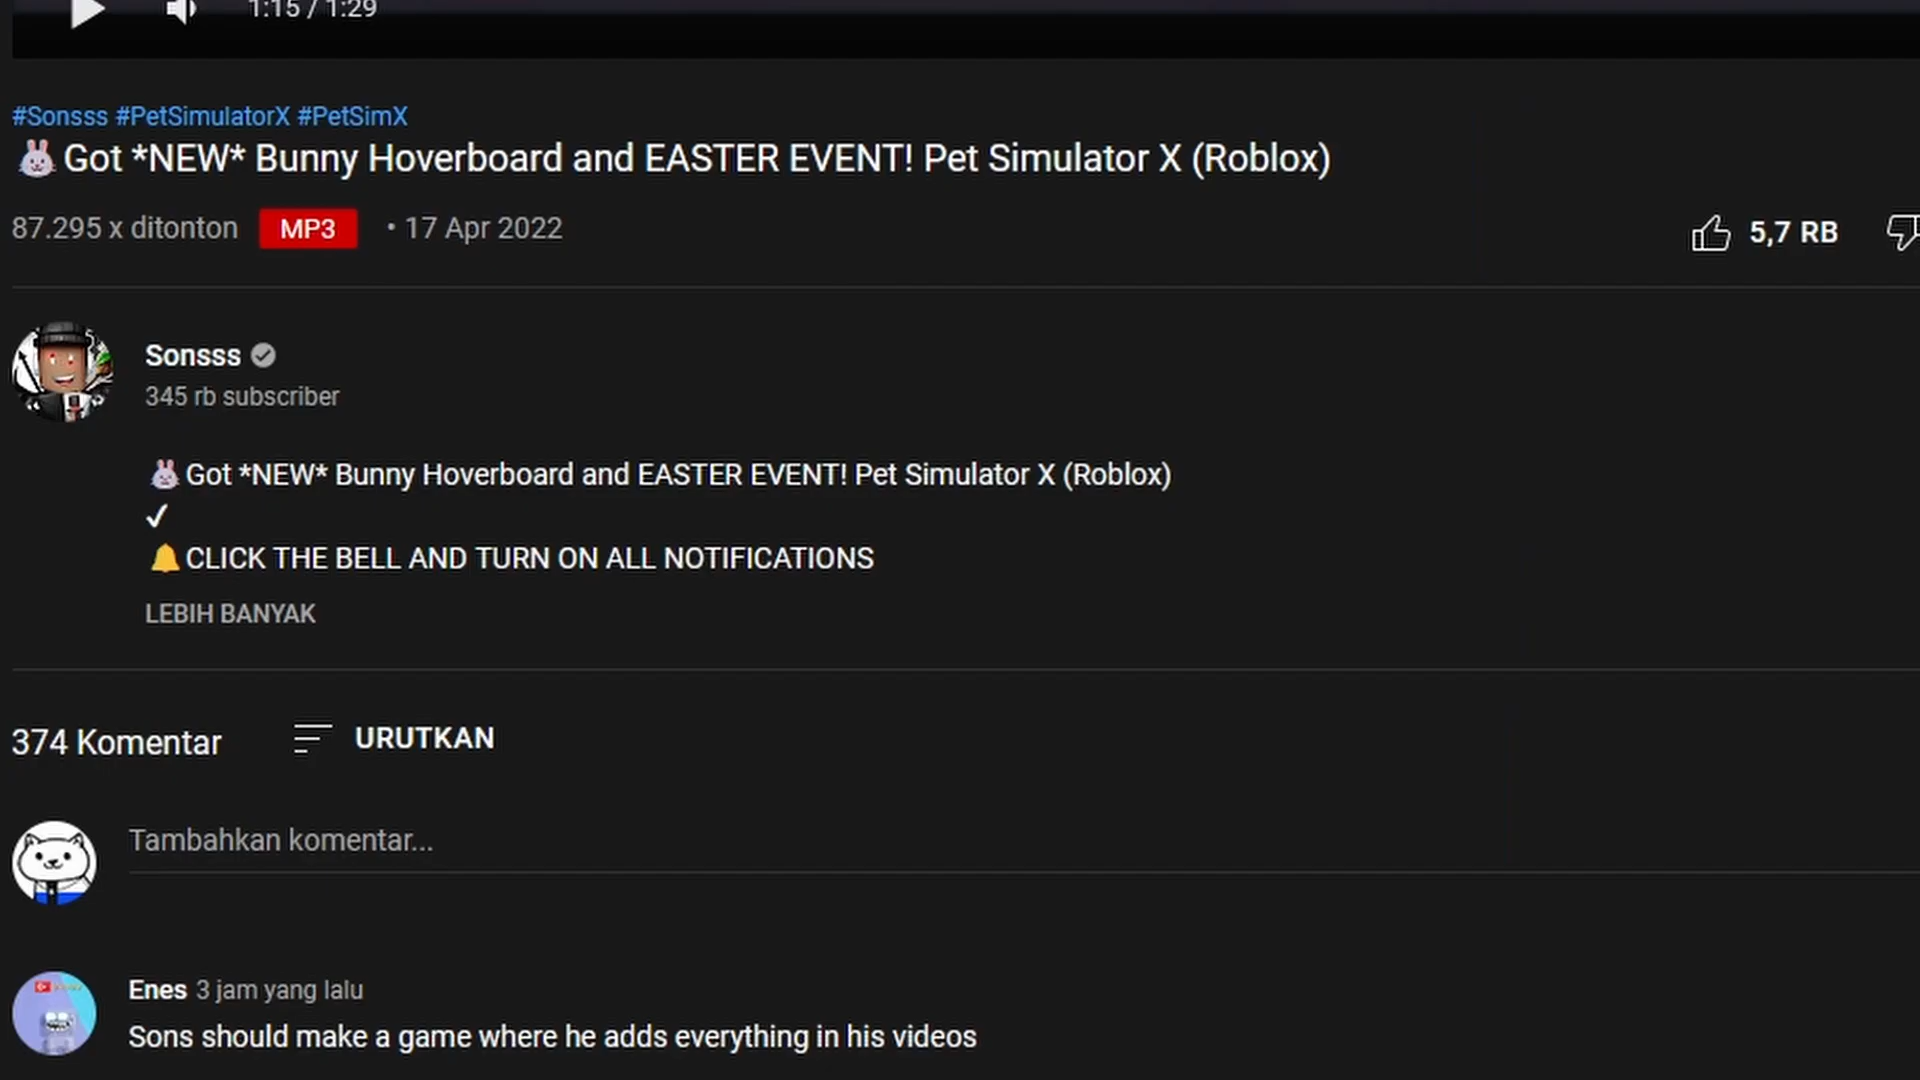 1:15 / 1:29
#Sonsss #PetSimulatorX #PetSimX
🐰 Got *NEW* Bunny Hoverboard and EASTER EVENT! Pet Simulator X (Roblox)
87.295 x ditonton MP3 • 17 Apr 2022
5,7 RB
Sonsss
345 rb subscriber
🐰 Got *NEW* Bunny Hoverboard and EASTER EVENT! Pet Simulator X (Roblox)
✓
🔔 CLICK THE BELL AND TURN ON ALL NOTIFICATIONS
LEBIH BANYAK
374 Komentar URUTKAN
Tambahkan komentar...
Enes 3 jam yang lalu
Sons should make a game where he adds everything in his videos